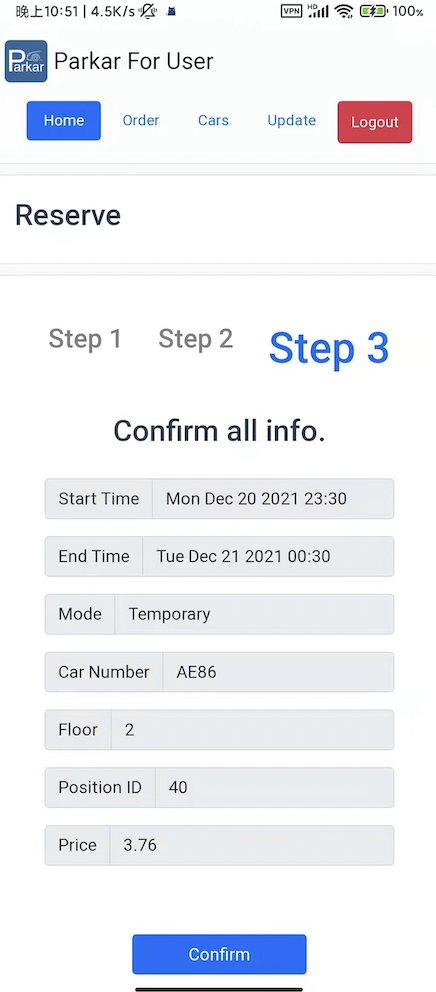 晚上10:51 | 4.5K/s
VPN HD 100%
Parkar Parkar For User
Home Order Cars Update Logout
Reserve
Step 1 Step 2 Step 3
Confirm all info.
Start Time Mon Dec 20 2021 23:30
End Time Tue Dec 21 2021 00:30
Mode Temporary
Car Number AE86
Floor 2
Position ID 40
Price 3.76
Confirm